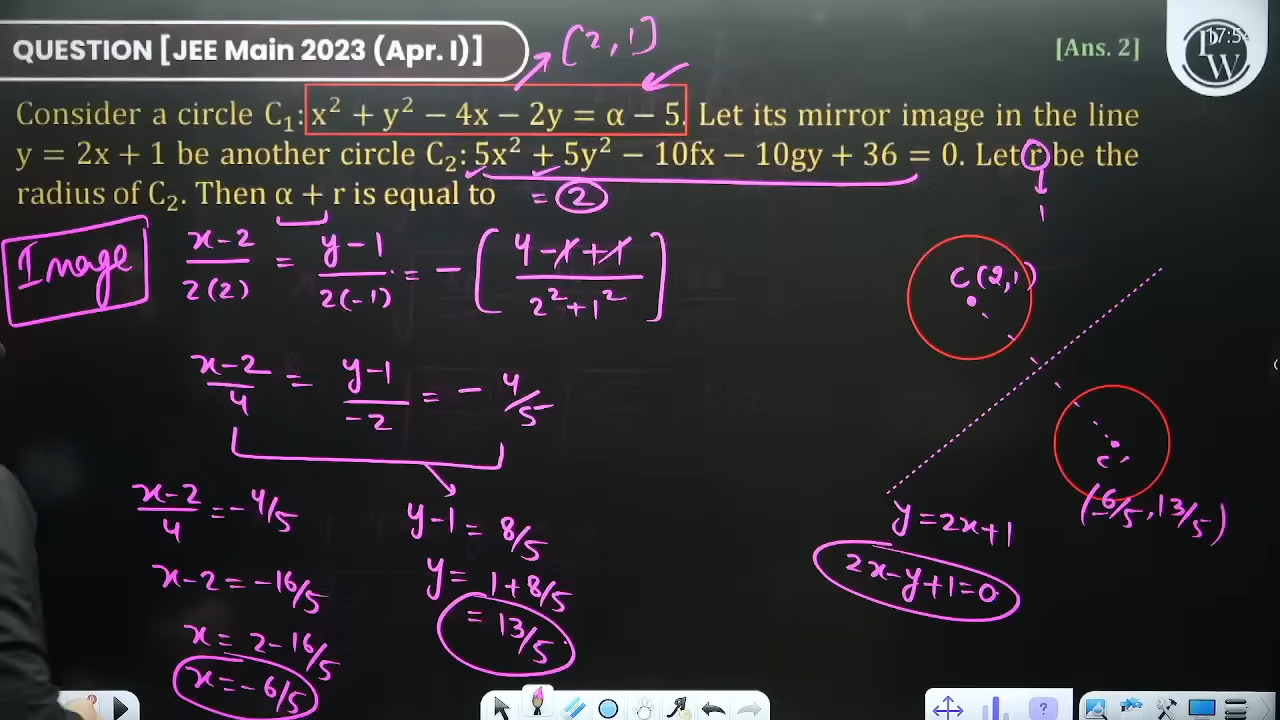 QUESTION [JEE Main 2023 (Apr. I)]
(2, 1)
[Ans. 2]
17:5
W
Consider a circle C₁: x² + y² − 4x − 2y = α − 5. Let its mirror image in the line
y = 2x + 1 be another circle C₂: 5x² + 5y² − 10fx − 10gy + 36 = 0. Let r be the
radius of C₂. Then α + r is equal to = 2
1
Image
x-2/2(2) = y-1/2(-1) = -[4-1+1/2²+1²]
C(2,1)
x-2/4 = y-1/-2 = -4/5
c'
(-6/5, 13/5)
y=2x+1
2x-y+1=0
x-2/4 = -4/5
x-2 = -16/5
x = 2-16/5
x = -6/5
y-1 = 8/5
y = 1+8/5
= 13/5